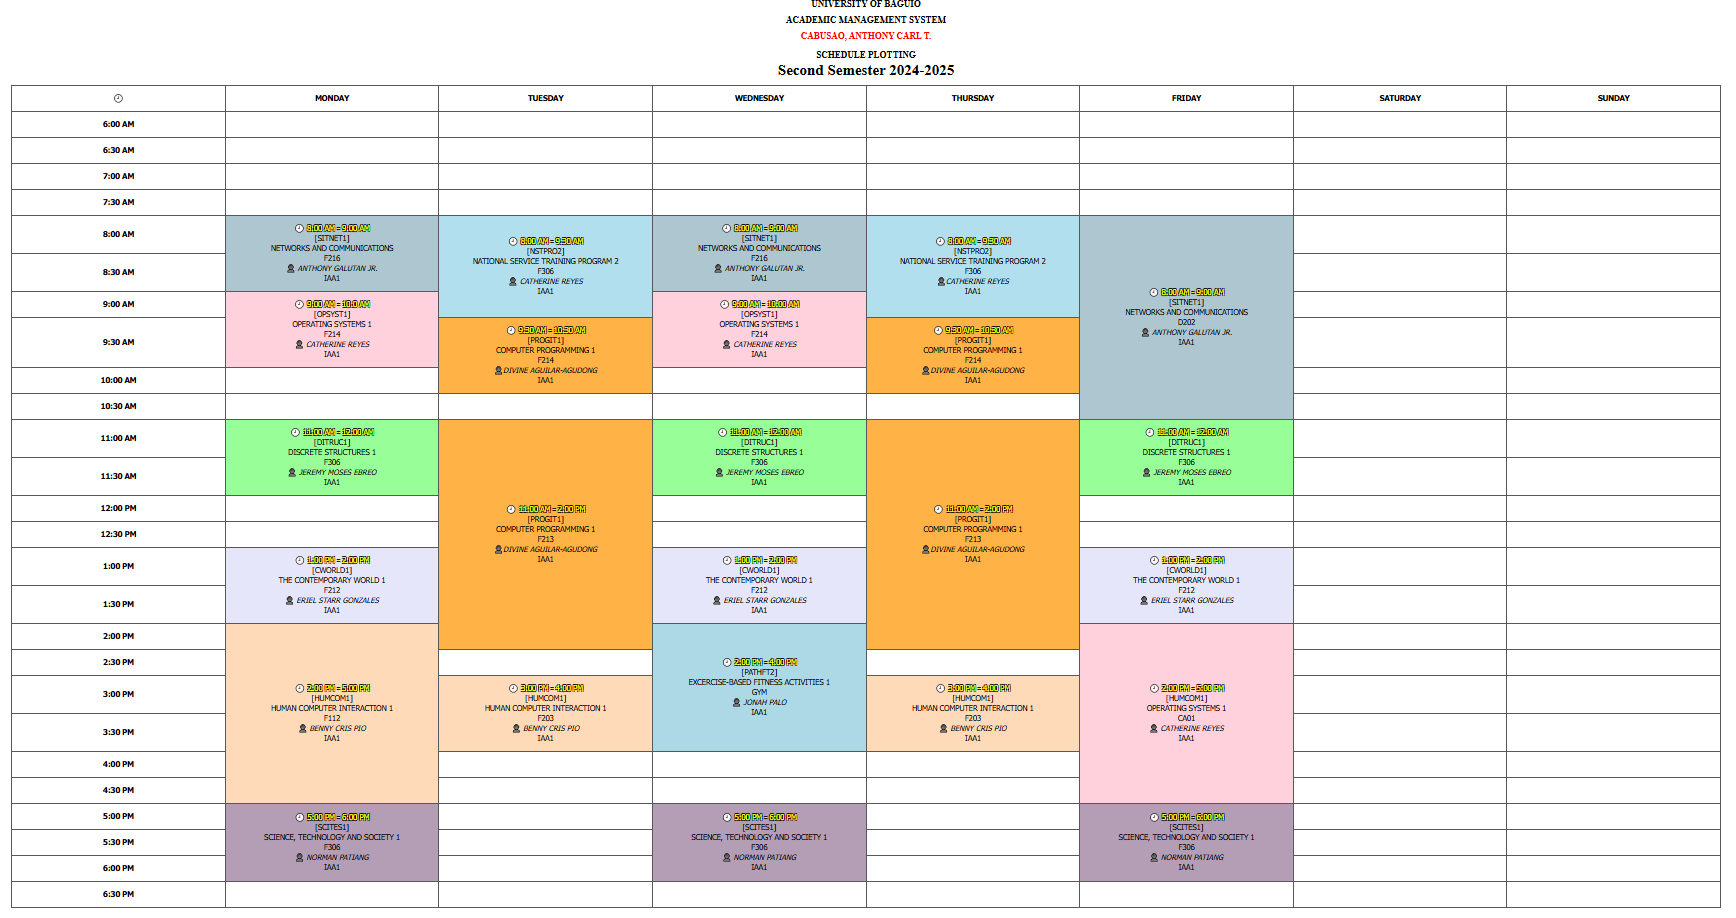 UNIVERSITY OF BAGUIO
ACADEMIC MANAGEMENT SYSTEM
CABUSAO, ANTHONY CARL T.
SCHEDULE PLOTTING
Second Semester 2024-2025
MONDAY TUESDAY WEDNESDAY THURSDAY FRIDAY SATURDAY SUNDAY
6:00 AM
6:30 AM
7:00 AM
7:30 AM
8:00 AM
8:30 AM
9:00 AM
9:30 AM
10:00 AM
10:30 AM
11:00 AM
11:30 AM
12:00 PM
12:30 PM
1:00 PM
1:30 PM
2:00 PM
2:30 PM
3:00 PM
3:30 PM
4:00 PM
4:30 PM
5:00 PM
5:30 PM
6:00 PM
6:30 PM
8:00 AM - 9:00 AM
[SITNET1]
NETWORKS AND COMMUNICATIONS
F216
ANTHONY GALUTAN JR.
IAA1
9:00 AM - 10:0 AM
[OPSYST1]
OPERATING SYSTEMS 1
F214
CATHERINE REYES
IAA1
11:00 AM - 12:00 AM
[DITRUC1]
DISCRETE STRUCTURES 1
F306
JEREMY MOSES EBREO
IAA1
1:00 PM - 2:00 PM
[CWORLD1]
THE CONTEMPORARY WORLD 1
F212
ERIEL STARR GONZALES
IAA1
2:00 PM - 5:00 PM
[HUMCOM1]
HUMAN COMPUTER INTERACTION 1
F112
BENNY CRIS PIO
IAA1
5:00 PM - 6:00 PM
[SCITES1]
SCIENCE, TECHNOLOGY AND SOCIETY 1
F306
NORMAN PATIANG
IAA1
8:00 AM - 9:30 AM
[NSTPRO2]
NATIONAL SERVICE TRAINING PROGRAM 2
F306
CATHERINE REYES
IAA1
9:30 AM - 10:30 AM
[PROGIT1]
COMPUTER PROGRAMMING 1
F214
DIVINE AGUILAR-AGUDONG
IAA1
11:00 AM - 2:00 PM
[PROGIT1]
COMPUTER PROGRAMMING 1
F213
DIVINE AGUILAR-AGUDONG
IAA1
3:00 PM - 4:00 PM
[HUMCOM1]
HUMAN COMPUTER INTERACTION 1
F203
BENNY CRIS PIO
IAA1
8:00 AM - 9:00 AM
[SITNET1]
NETWORKS AND COMMUNICATIONS
F216
ANTHONY GALUTAN JR.
IAA1
9:00 AM - 10:00 AM
[OPSYST1]
OPERATING SYSTEMS 1
F214
CATHERINE REYES
IAA1
11:00 AM - 12:00 AM
[DITRUC1]
DISCRETE STRUCTURES 1
F306
JEREMY MOSES EBREO
IAA1
1:00 PM - 2:00 PM
[CWORLD1]
THE CONTEMPORARY WORLD 1
F212
ERIEL STARR GONZALES
IAA1
2:00 PM - 4:00 PM
[PATHFT2]
EXCERCISE-BASED FITNESS ACTIVITIES 1
GYM
JONAH PALO
IAA1
5:00 PM - 6:00 PM
[SCITES1]
SCIENCE, TECHNOLOGY AND SOCIETY 1
F306
NORMAN PATIANG
IAA1
8:00 AM - 9:30 AM
[NSTPRO2]
NATIONAL SERVICE TRAINING PROGRAM 2
F306
CATHERINE REYES
IAA1
9:30 AM - 10:30 AM
[PROGIT1]
COMPUTER PROGRAMMING 1
F214
DIVINE AGUILAR-AGUDONG
IAA1
11:00 AM - 2:00 PM
[PROGIT1]
COMPUTER PROGRAMMING 1
F213
DIVINE AGUILAR-AGUDONG
IAA1
3:00 PM - 4:00 PM
[HUMCOM1]
HUMAN COMPUTER INTERACTION 1
F203
BENNY CRIS PIO
IAA1
8:00 AM - 9:00 AM
[SITNET1]
NETWORKS AND COMMUNICATIONS
D202
ANTHONY GALUTAN JR.
IAA1
11:00 AM - 12:00 AM
[DITRUC1]
DISCRETE STRUCTURES 1
F306
JEREMY MOSES EBREO
IAA1
1:00 PM - 2:00 PM
[CWORLD1]
THE CONTEMPORARY WORLD 1
F212
ERIEL STARR GONZALES
IAA1
2:00 PM - 5:00 PM
[HUMCOM1]
OPERATING SYSTEMS 1
CA01
CATHERINE REYES
IAA1
5:00 PM - 6:00 PM
[SCITES1]
SCIENCE, TECHNOLOGY AND SOCIETY 1
F306
NORMAN PATIANG
IAA1